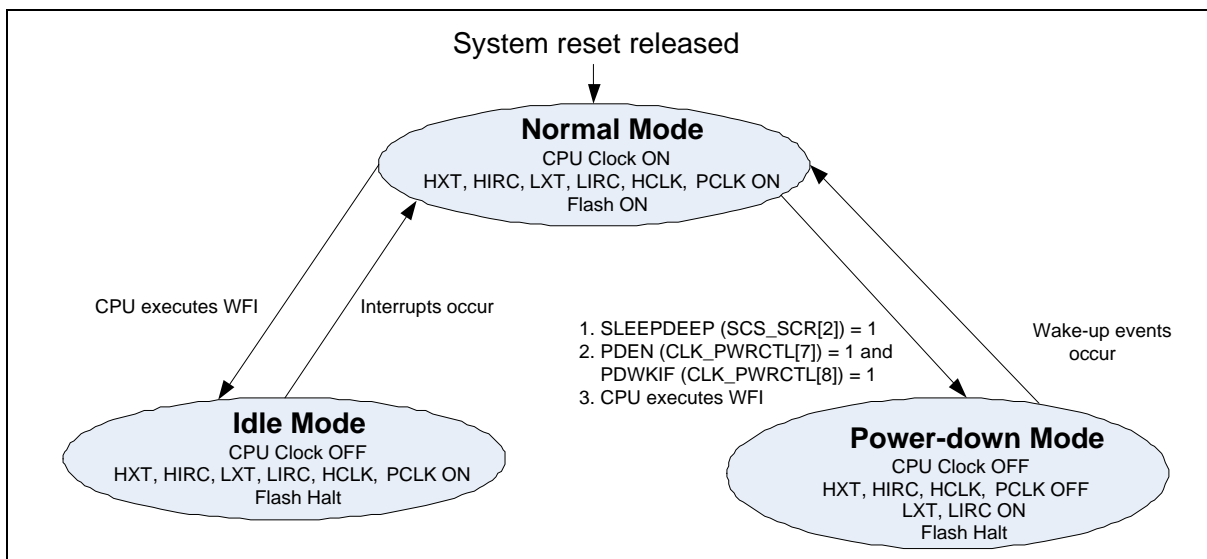 System reset released
Normal Mode
CPU Clock ON
HXT, HIRC, LXT, LIRC, HCLK, PCLK ON
Flash ON
CPU executes WFI
Interrupts occur
1. SLEEPDEEP (SCS_SCR[2]) = 1
2. PDEN (CLK_PWRCTL[7]) = 1 and
PDWKIF (CLK_PWRCTL[8]) = 1
3. CPU executes WFI
Wake-up events
occur
Idle Mode
CPU Clock OFF
HXT, HIRC, LXT, LIRC, HCLK, PCLK ON
Flash Halt
Power-down Mode
CPU Clock OFF
HXT, HIRC, HCLK, PCLK OFF
LXT, LIRC ON
Flash Halt